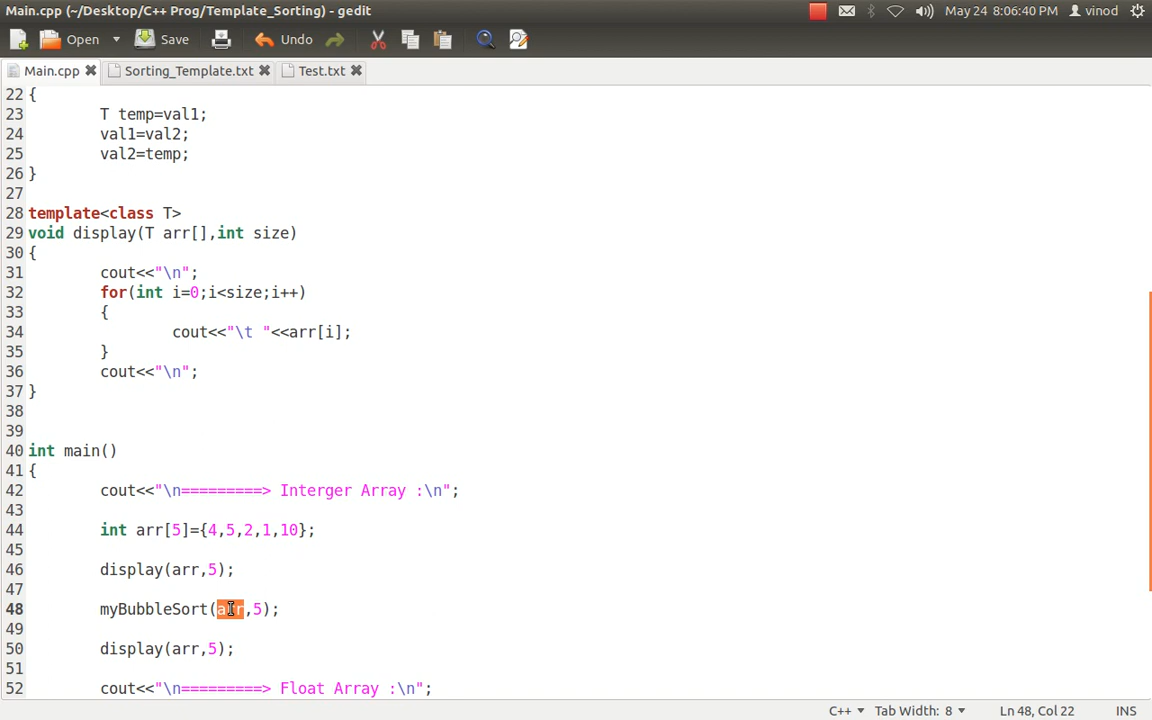 Main.cpp (~/Desktop/C++ Prog/Template_Sorting) - gedit May 24 8:06:40 PM vinod
Open Save Undo
Main.cpp Sorting_Template.txt Test.txt
22 {
23 T temp=val1;
24 val1=val2;
25 val2=temp;
26 }
27
28 template<class T>
29 void display(T arr[],int size)
30 {
31 cout<<"\n";
32 for(int i=0;i<size;i++)
33 {
34 cout<<"\t "<<arr[i];
35 }
36 cout<<"\n";
37 }
38
39
40 int main()
41 {
42 cout<<"\n=========> Interger Array :\n";
43
44 int arr[5]={4,5,2,1,10};
45
46 display(arr,5);
47
48 myBubbleSort(arr,5);
49
50 display(arr,5);
51
52 cout<<"\n=========> Float Array :\n";
C++ Tab Width: 8 Ln 48, Col 22 INS